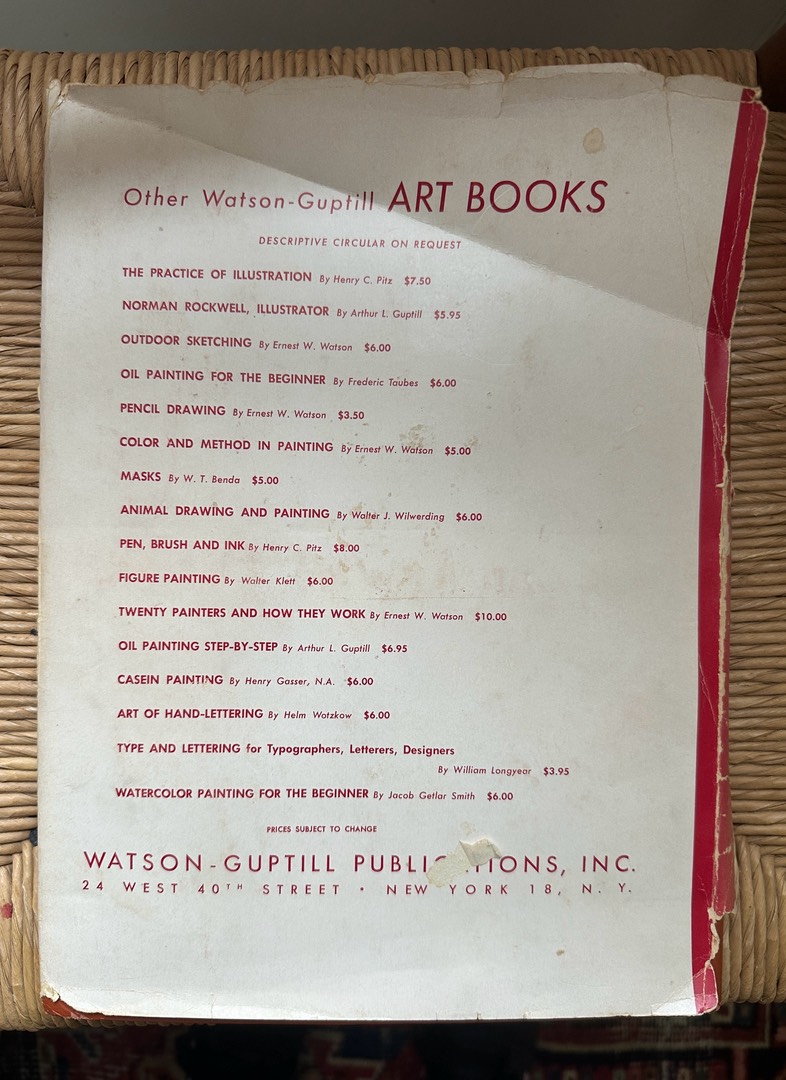 Other Watson-Guptill ART BOOKS
DESCRIPTIVE CIRCULAR ON REQUEST
THE PRACTICE OF ILLUSTRATION By Henry C. Pitz $7.50
NORMAN ROCKWELL, ILLUSTRATOR By Arthur L. Guptill $5.95
OUTDOOR SKETCHING By Ernest W. Watson $6.00
OIL PAINTING FOR THE BEGINNER By Frederic Taubes $6.00
PENCIL DRAWING By Ernest W. Watson $3.50
COLOR AND METHOD IN PAINTING By Ernest W. Watson $5.00
MASKS By W. T. Benda $5.00
ANIMAL DRAWING AND PAINTING By Walter J. Wilwerding $6.00
PEN, BRUSH AND INK By Henry C. Pitz $8.00
FIGURE PAINTING By Walter Klett $6.00
TWENTY PAINTERS AND HOW THEY WORK By Ernest W. Watson $10.00
OIL PAINTING STEP-BY-STEP By Arthur L. Guptill $6.95
CASEIN PAINTING By Henry Gasser, N.A. $6.00
ART OF HAND-LETTERING By Helm Wotzkow $6.00
TYPE AND LETTERING for Typographers, Letterers, Designers
By William Longyear $3.95
WATERCOLOR PAINTING FOR THE BEGINNER By Jacob Getlar Smith $6.00
PRICES SUBJECT TO CHANGE
WATSON-GUPTILL PUBLICATIONS, INC.
24 WEST 40TH STREET • NEW YORK 18, N. Y.